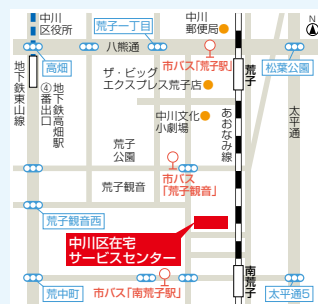 中川
区役所
荒子一丁目
中川
郵便局
N
八熊通
市バス「荒子駅」
高畑
松葉公園
荒子
ザ・ビッグ
エクスプレス荒子店
地下鉄東山線
④番出口
地下鉄高畑駅
中川文化
小劇場
あおなみ線
太平通
荒子
公園
荒子観音
市バス
「荒子観音」
荒子観音西
中川区在宅
サービスセンター
荒中町
市バス「南荒子駅」
南荒子
太平通5